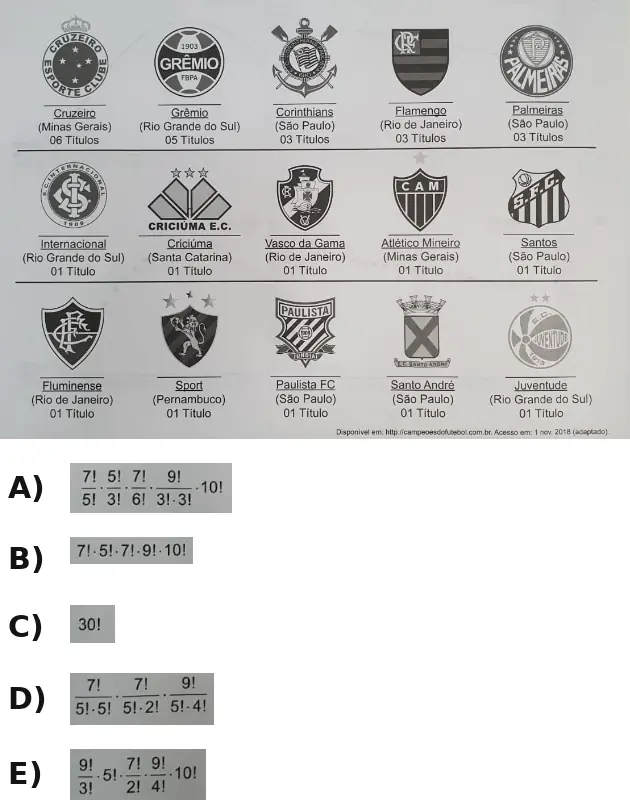 CRUZEIRO
ESPORTE CLUBE
1903
GRÊMIO
FBPA
CRF
PALMEIRAS
Cruzeiro
Grêmio
Corinthians
Flamengo
Palmeiras
(Minas Gerais)
(Rio Grande do Sul)
(São Paulo)
(Rio de Janeiro)
(São Paulo)
06 Títulos
05 Títulos
03 Títulos
03 Títulos
03 Títulos
S.C. INTERNACIONAL
1909
CRICIÚMA E.C.
CAM
S.F.C.
Internacional
Criciúma
Vasco da Gama
Atlético Mineiro
Santos
(Rio Grande do Sul)
(Santa Catarina)
(Rio de Janeiro)
(Minas Gerais)
(São Paulo)
01 Título
01 Título
01 Título
01 Título
01 Título
PAULISTA
E.C.
JUVENTUDE
1913
Fluminense
Sport
Paulista FC
Santo André
Juventude
(Rio de Janeiro)
(Pernambuco)
(São Paulo)
(São Paulo)
(Rio Grande do Sul)
01 Título
01 Título
01 Título
01 Título
01 Título
Disponível em: http://campeoesdofutebol.com.br. Acesso em: 1 nov. 2018 (adaptado).
A) 7!/5! · 5!/3! · 7!/6! · 9!/3!·3! · 10!
B) 7!·5!·7!·9!·10!
C) 30!
D) 7!/5!·5! · 7!/5!·2! · 9!/5!·4!
E) 9!/3! · 5! · 7!/2! · 9!/4! · 10!